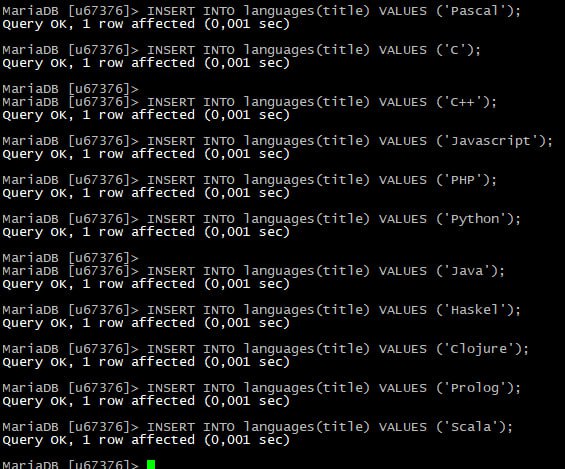 MariaDB [u67376]> INSERT INTO languages(title) VALUES ('Pascal');
Query OK, 1 row affected (0,001 sec)
MariaDB [u67376]> INSERT INTO languages(title) VALUES ('C');
Query OK, 1 row affected (0,001 sec)
MariaDB [u67376]>
MariaDB [u67376]> INSERT INTO languages(title) VALUES ('C++');
Query OK, 1 row affected (0,001 sec)
MariaDB [u67376]> INSERT INTO languages(title) VALUES ('Javascript');
Query OK, 1 row affected (0,001 sec)
MariaDB [u67376]> INSERT INTO languages(title) VALUES ('PHP');
Query OK, 1 row affected (0,001 sec)
MariaDB [u67376]> INSERT INTO languages(title) VALUES ('Python');
Query OK, 1 row affected (0,001 sec)
MariaDB [u67376]>
MariaDB [u67376]> INSERT INTO languages(title) VALUES ('Java');
Query OK, 1 row affected (0,001 sec)
MariaDB [u67376]> INSERT INTO languages(title) VALUES ('Haskel');
Query OK, 1 row affected (0,001 sec)
MariaDB [u67376]> INSERT INTO languages(title) VALUES ('Clojure');
Query OK, 1 row affected (0,001 sec)
MariaDB [u67376]> INSERT INTO languages(title) VALUES ('Prolog');
Query OK, 1 row affected (0,001 sec)
MariaDB [u67376]> INSERT INTO languages(title) VALUES ('Scala');
Query OK, 1 row affected (0,001 sec)
MariaDB [u67376]>